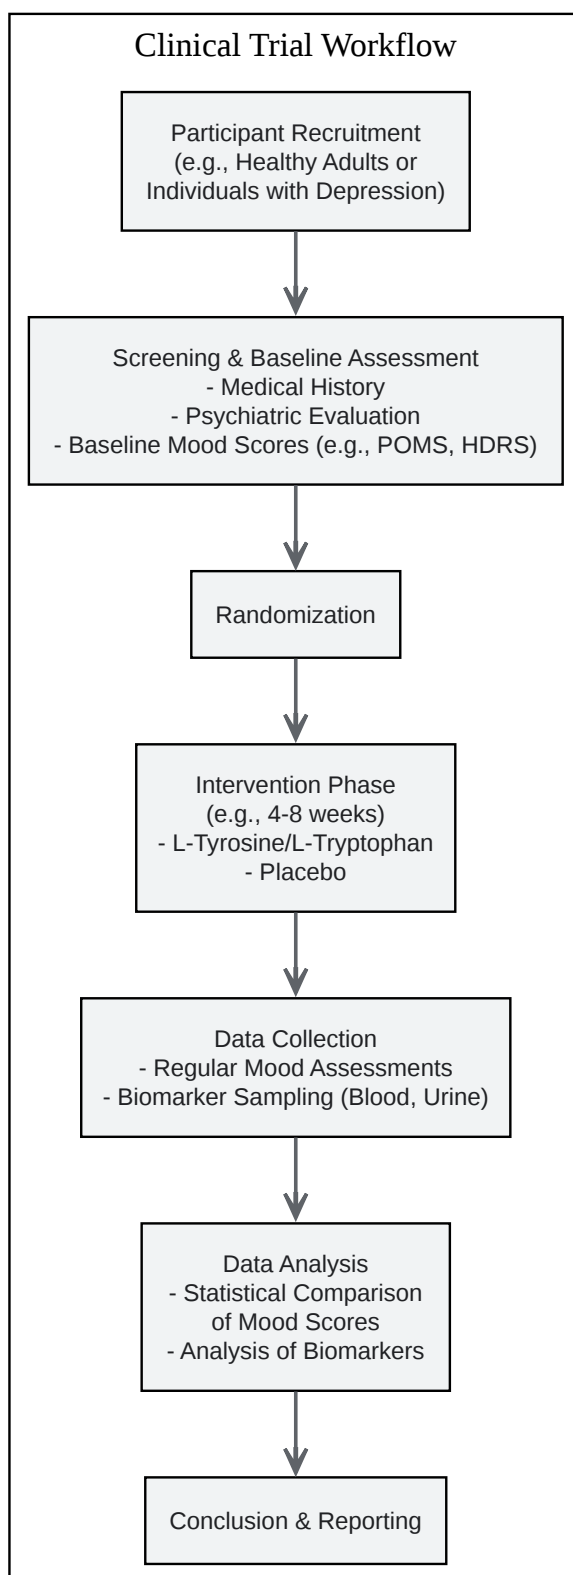 Clinical Trial Workflow
Participant Recruitment
(e.g., Healthy Adults or
Individuals with Depression)
Screening & Baseline Assessment
- Medical History
- Psychiatric Evaluation
- Baseline Mood Scores (e.g., POMS, HDRS)
Randomization
Intervention Phase
(e.g., 4-8 weeks)
- L-Tyrosine/L-Tryptophan
- Placebo
Data Collection
- Regular Mood Assessments
- Biomarker Sampling (Blood, Urine)
Data Analysis
- Statistical Comparison
of Mood Scores
- Analysis of Biomarkers
Conclusion & Reporting